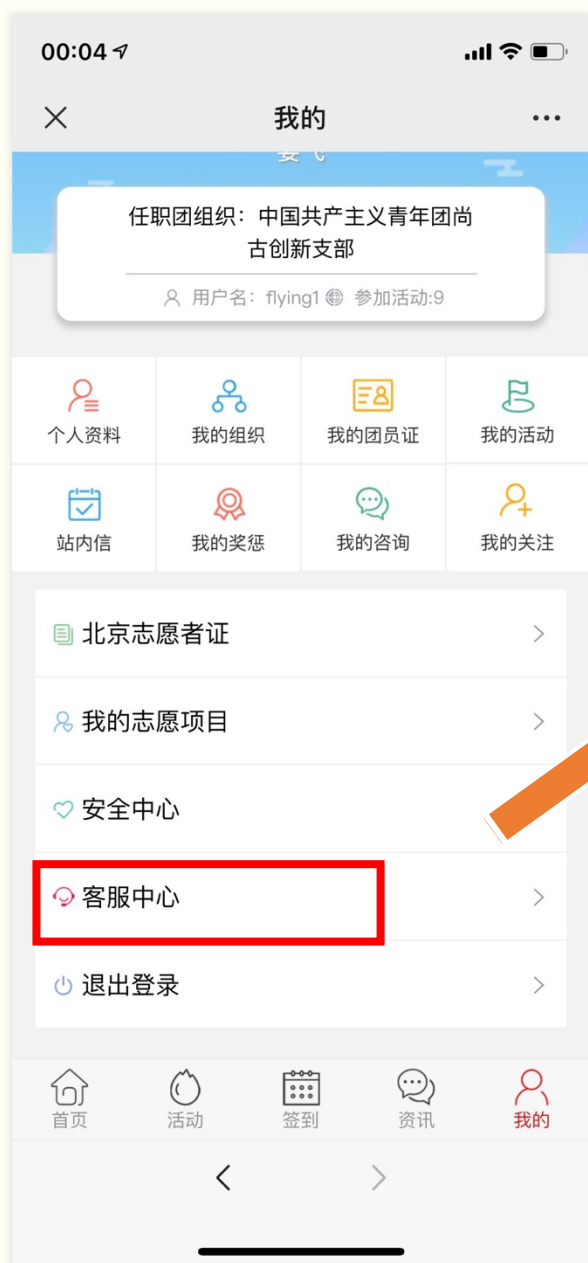 00:04
我的
任职团组织：中国共产主义青年团尚
古创新支部
用户名：flying1 参加活动:9
个人资料 我的组织 我的团员证 我的活动
站内信 我的奖惩 我的咨询 我的关注
北京志愿者证
我的志愿项目
安全中心
客服中心
退出登录
首页 活动 签到 资讯 我的